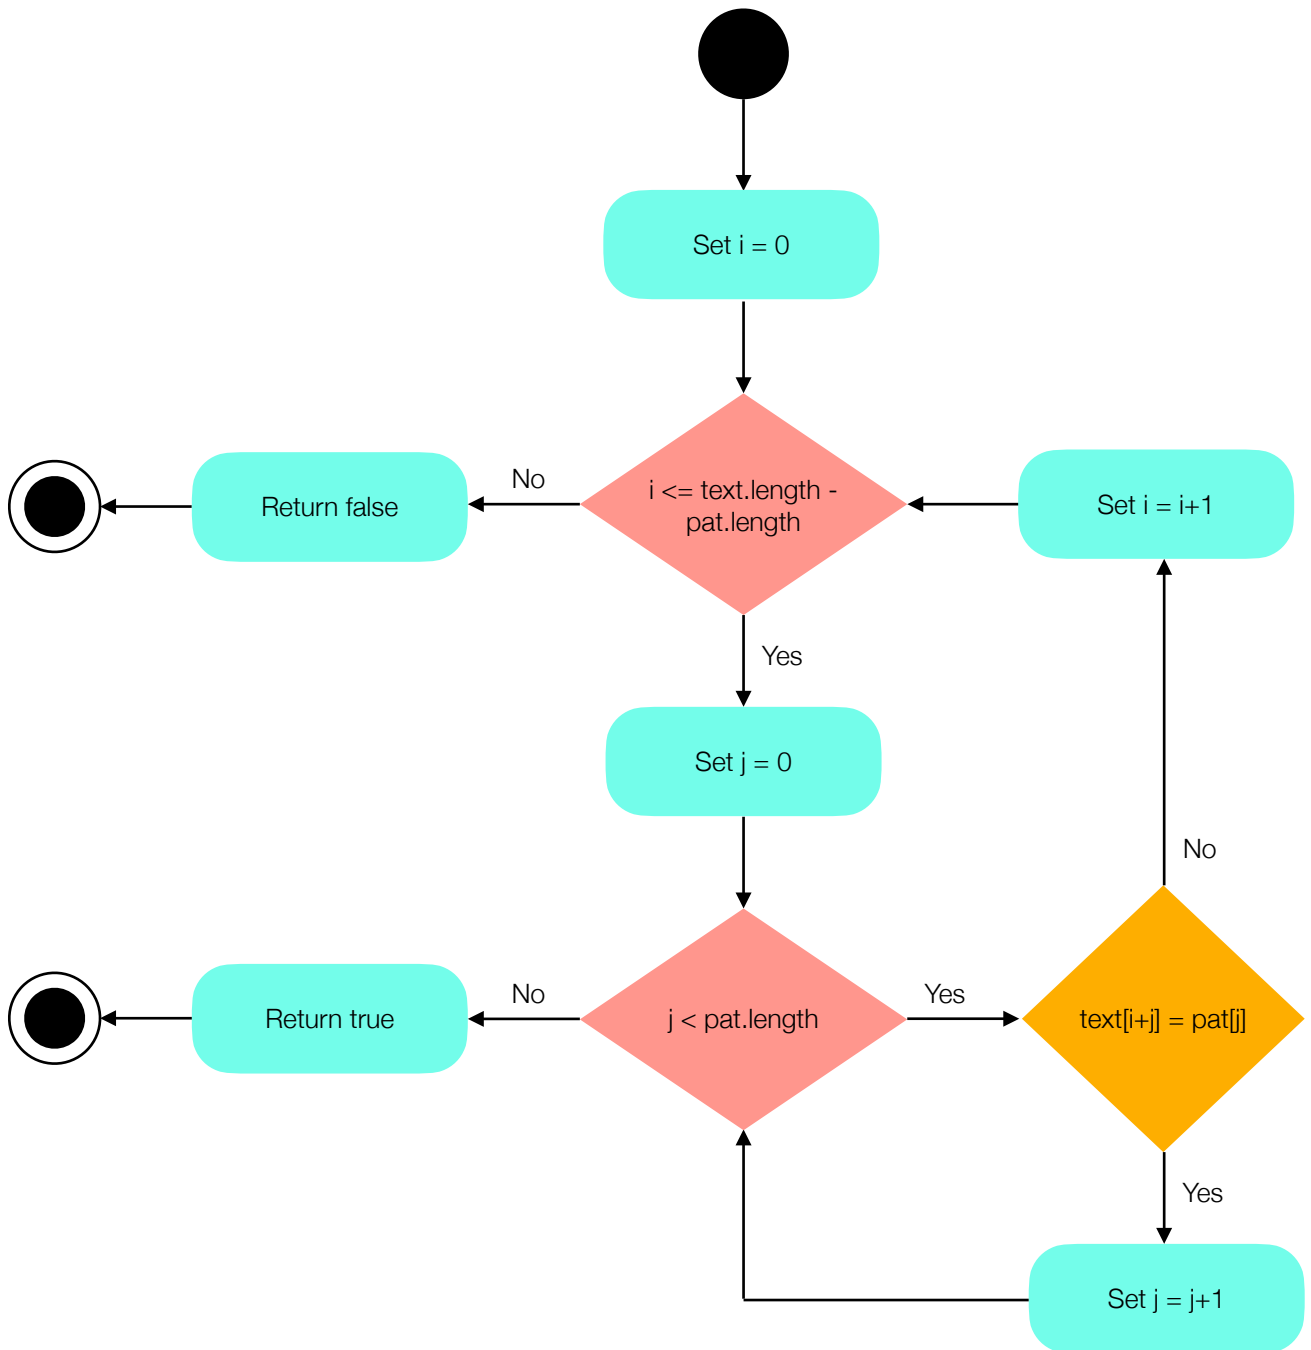 Set i = 0
No
i <= text.length -
pat.length
Return false
Set i = i+1
Yes
Set j = 0
No
No
Yes
Return true
j < pat.length
text[i+j] = pat[j]
Yes
Set j = j+1